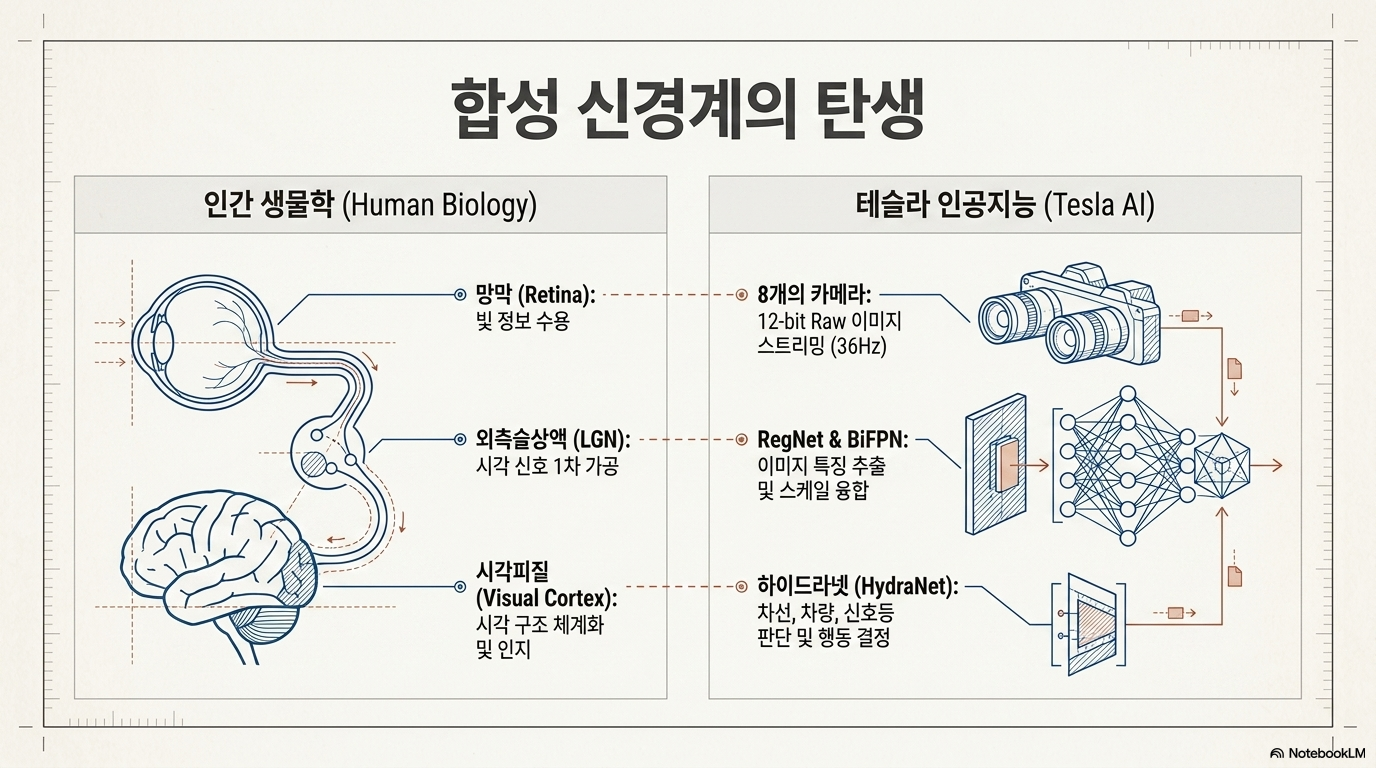 합성 신경계의 탄생
인간 생물학 (Human Biology)
망막 (Retina):
빛 정보 수용
외측슬상액 (LGN):
시각 신호 1차 가공
시각피질
(Visual Cortex):
시각 구조 체계화
및 인지
테슬라 인공지능 (Tesla AI)
8개의 카메라:
12-bit Raw 이미지
스트리밍 (36Hz)
RegNet & BiFPN:
이미지 특징 추출
및 스케일 융합
하이드라넷 (HydraNet):
차선, 차량, 신호등
판단 및 행동 결정
NotebookLM